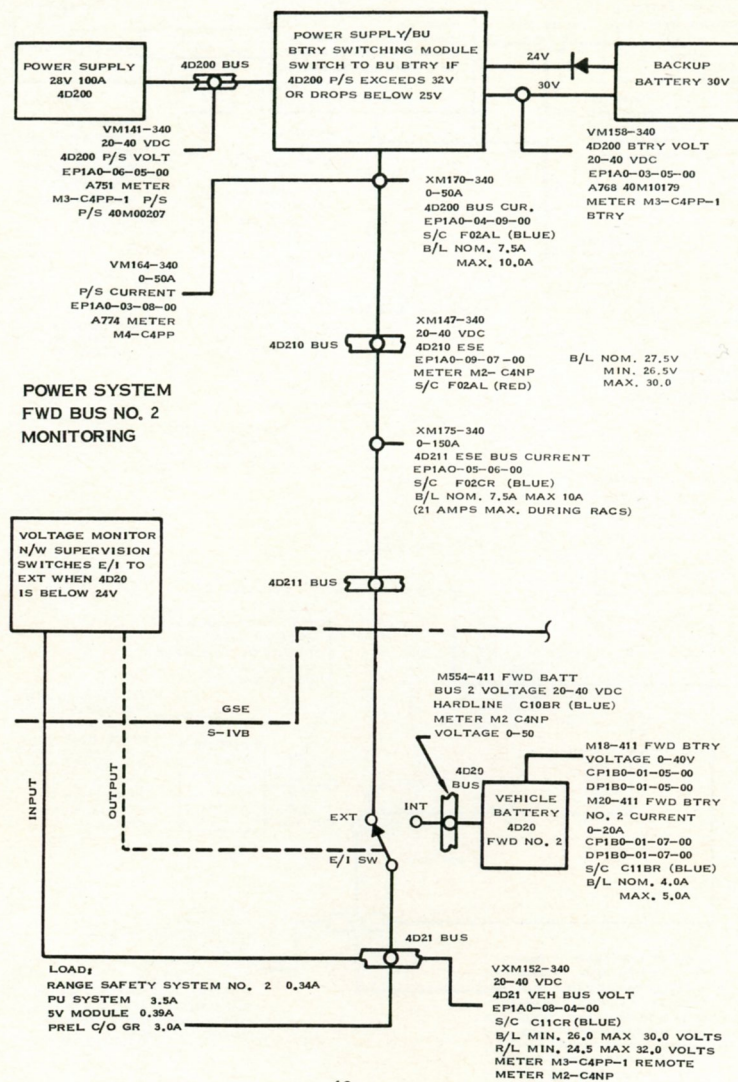 POWER SUPPLY
28V 100A
4D200
4D200 BUS
POWER SUPPLY/BU
BTRY SWITCHING MODULE
SWITCH TO BU BTRY IF
4D200 P/S EXCEEDS 32V
OR DROPS BELOW 25V
24V
30V
BACKUP
BATTERY 30V
VM141-340
20-40 VDC
4D200 P/S VOLT
EP1A0-06-05-00
A751 METER
M3-C4PP-1 P/S
P/S 40M00207
VM158-340
4D200 BTRY VOLT
20-40 VDC
EP1A0-03-05-00
A768 40M10179
METER M3-C4PP-1
BTRY
XM170-340
0-50A
4D200 BUS CUR.
EP1A0-04-09-00
S/C F02AL (BLUE)
B/L NOM. 7.5A
MAX. 10.0A
VM164-340
0-50A
P/S CURRENT
EP1A0-03-08-00
A774 METER
M4-C4PP
4D210 BUS
XM147-340
20-40 VDC
4D210 ESE
EP1A0-09-07-00
METER M2- C4NP
S/C F02AL (RED)
B/L NOM. 27.5V
MIN. 26.5V
MAX. 30.0
POWER SYSTEM
FWD BUS NO. 2
MONITORING
XM175-340
0-150A
4D211 ESE BUS CURRENT
EP1AO-05-06-00
S/C F02CR (BLUE)
B/L NOM. 7.5A MAX 10A
(21 AMPS MAX. DURING RACS)
VOLTAGE MONITOR
N/W SUPERVISION
SWITCHES E/I TO
EXT WHEN 4D20
IS BELOW 24V
4D211 BUS
GSE
S-IVB
INPUT
OUTPUT
M554-411 FWD BATT
BUS 2 VOLTAGE 20-40 VDC
HARDLINE C10BR (BLUE)
METER M2 C4NP
VOLTAGE 0-50
4D20
BUS
EXT
INT
E/I SW
VEHICLE
BATTERY
4D20
FWD NO. 2
M18-411 FWD BTRY
VOLTAGE 0-40V
CP1B0-01-05-00
DP1B0-01-05-00
M20-411 FWD BTRY
NO. 2 CURRENT
0-20A
CP1B0-01-07-00
DP1B0-01-07-00
S/C C11BR (BLUE)
B/L NOM. 4.0A
MAX. 5.0A
4D21 BUS
LOAD:
RANGE SAFETY SYSTEM NO. 2 0.34A
PU SYSTEM 3.5A
5V MODULE 0.39A
PREL C/O GR 3.0A
VXM152-340
20-40 VDC
4D21 VEH BUS VOLT
EP1A0-08-04-00
S/C C11CR (BLUE)
B/L MIN. 26.0 MAX 30.0 VOLTS
R/L MIN. 24.5 MAX 32.0 VOLTS
METER M3-C4PP-1 REMOTE
METER M2-C4NP